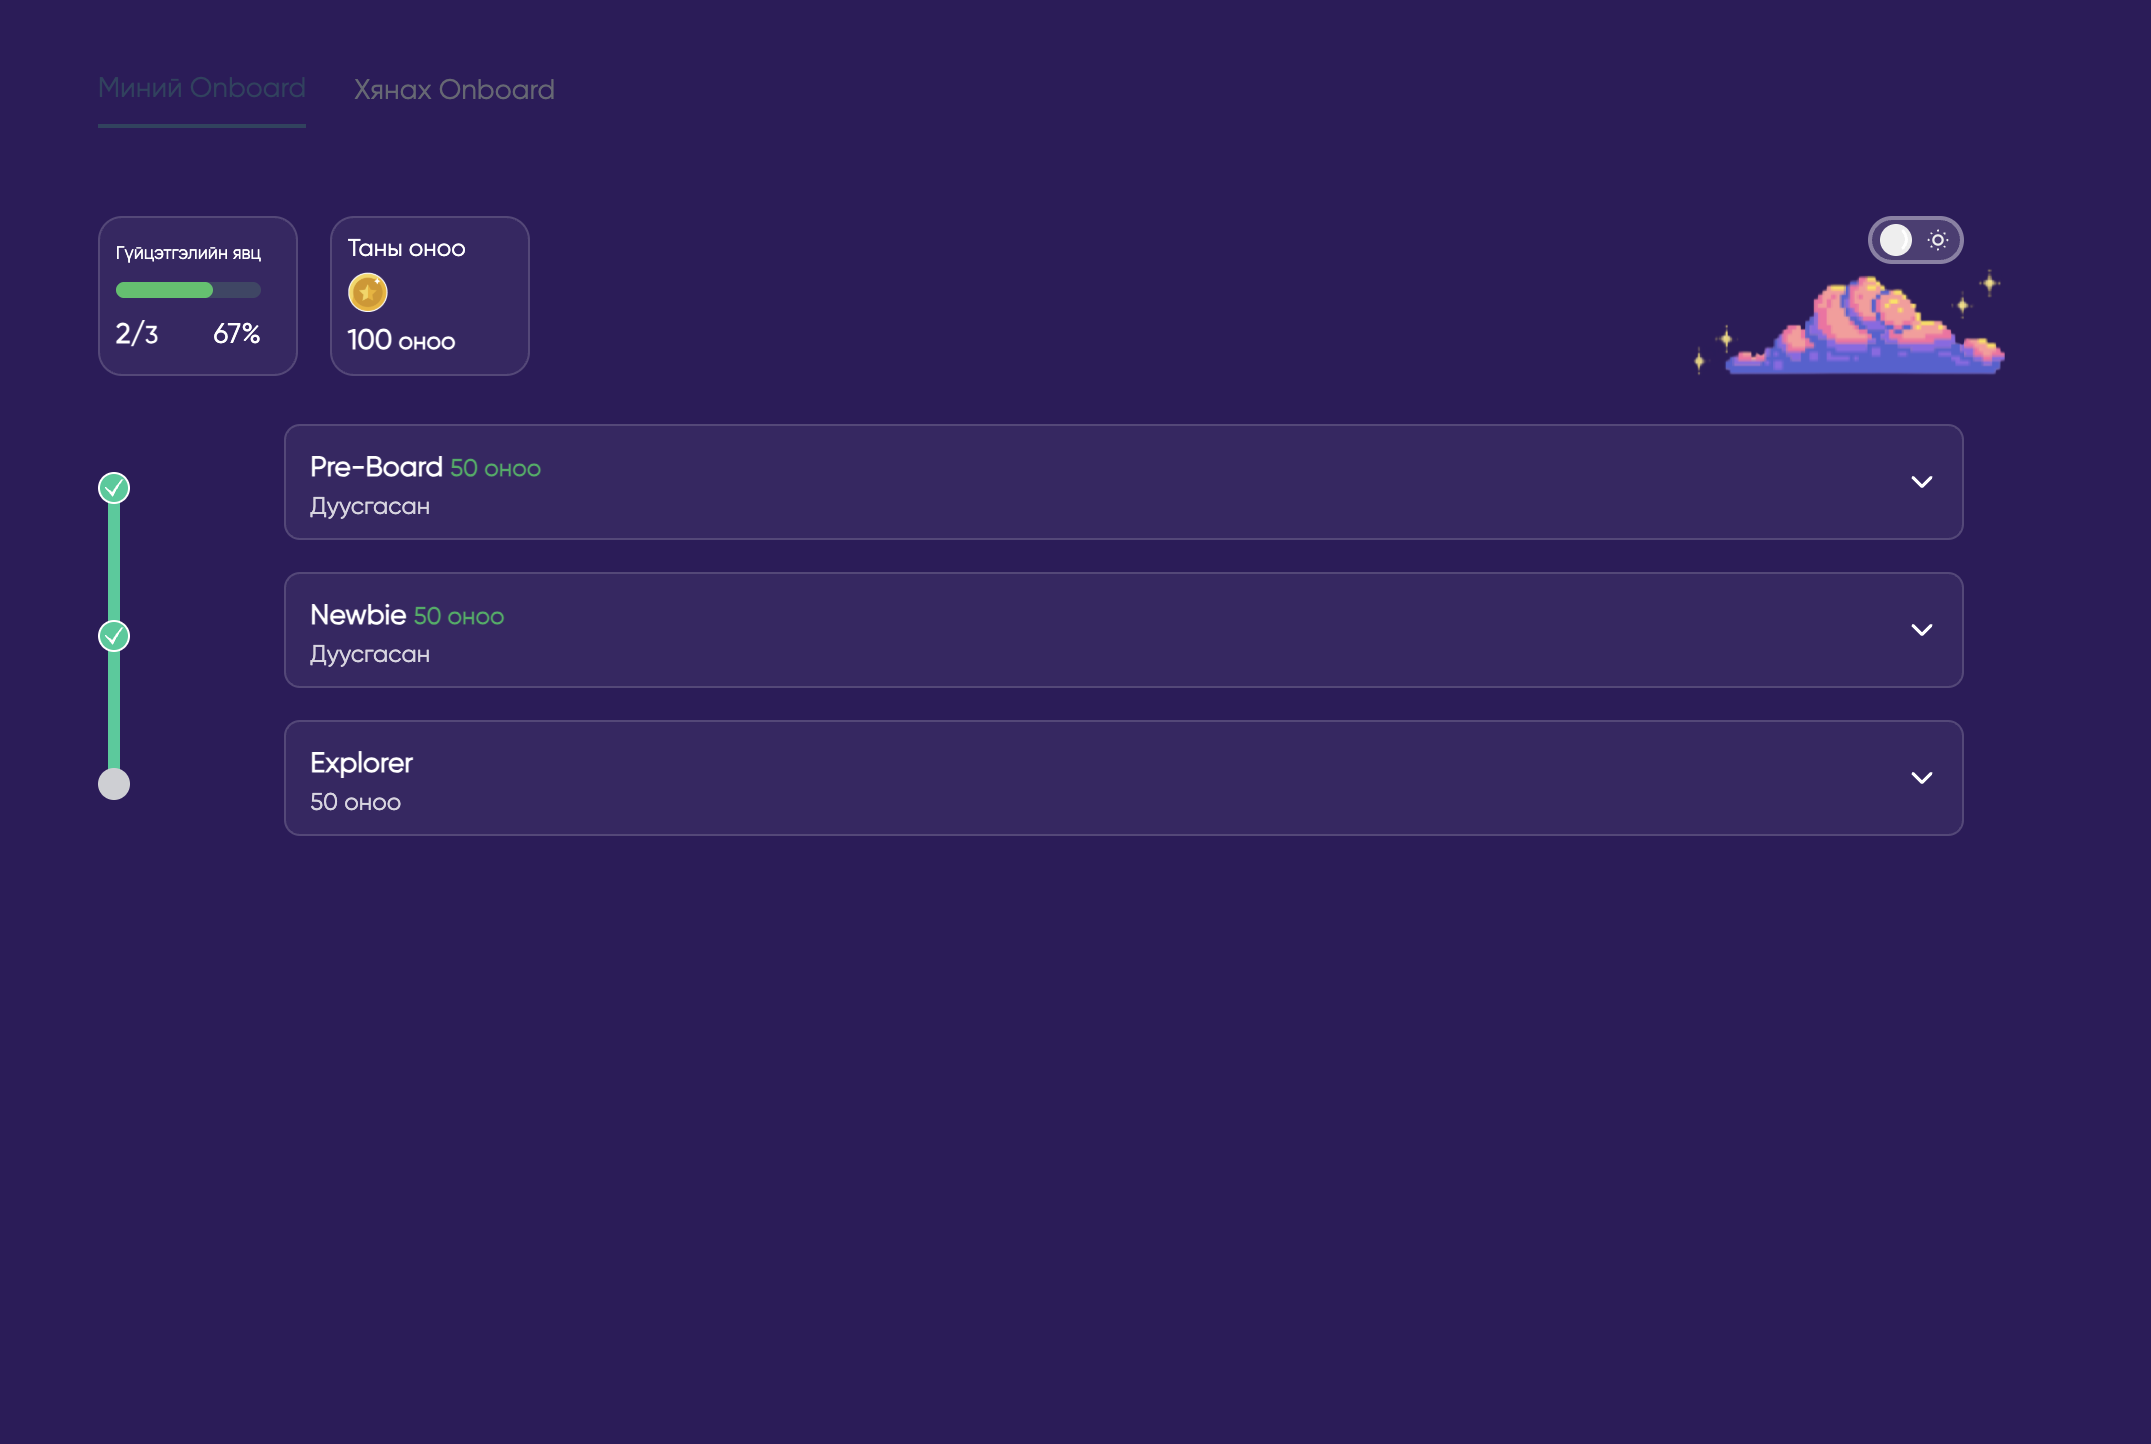 Миний Onboard
Хянах Onboard
Гүйцэтгэлийн явц
2/3 67%
Таны оноо
100 оноо
Pre-Board 50 оноо
Дуусгасан
Newbie 50 оноо
Дуусгасан
Explorer
50 оноо